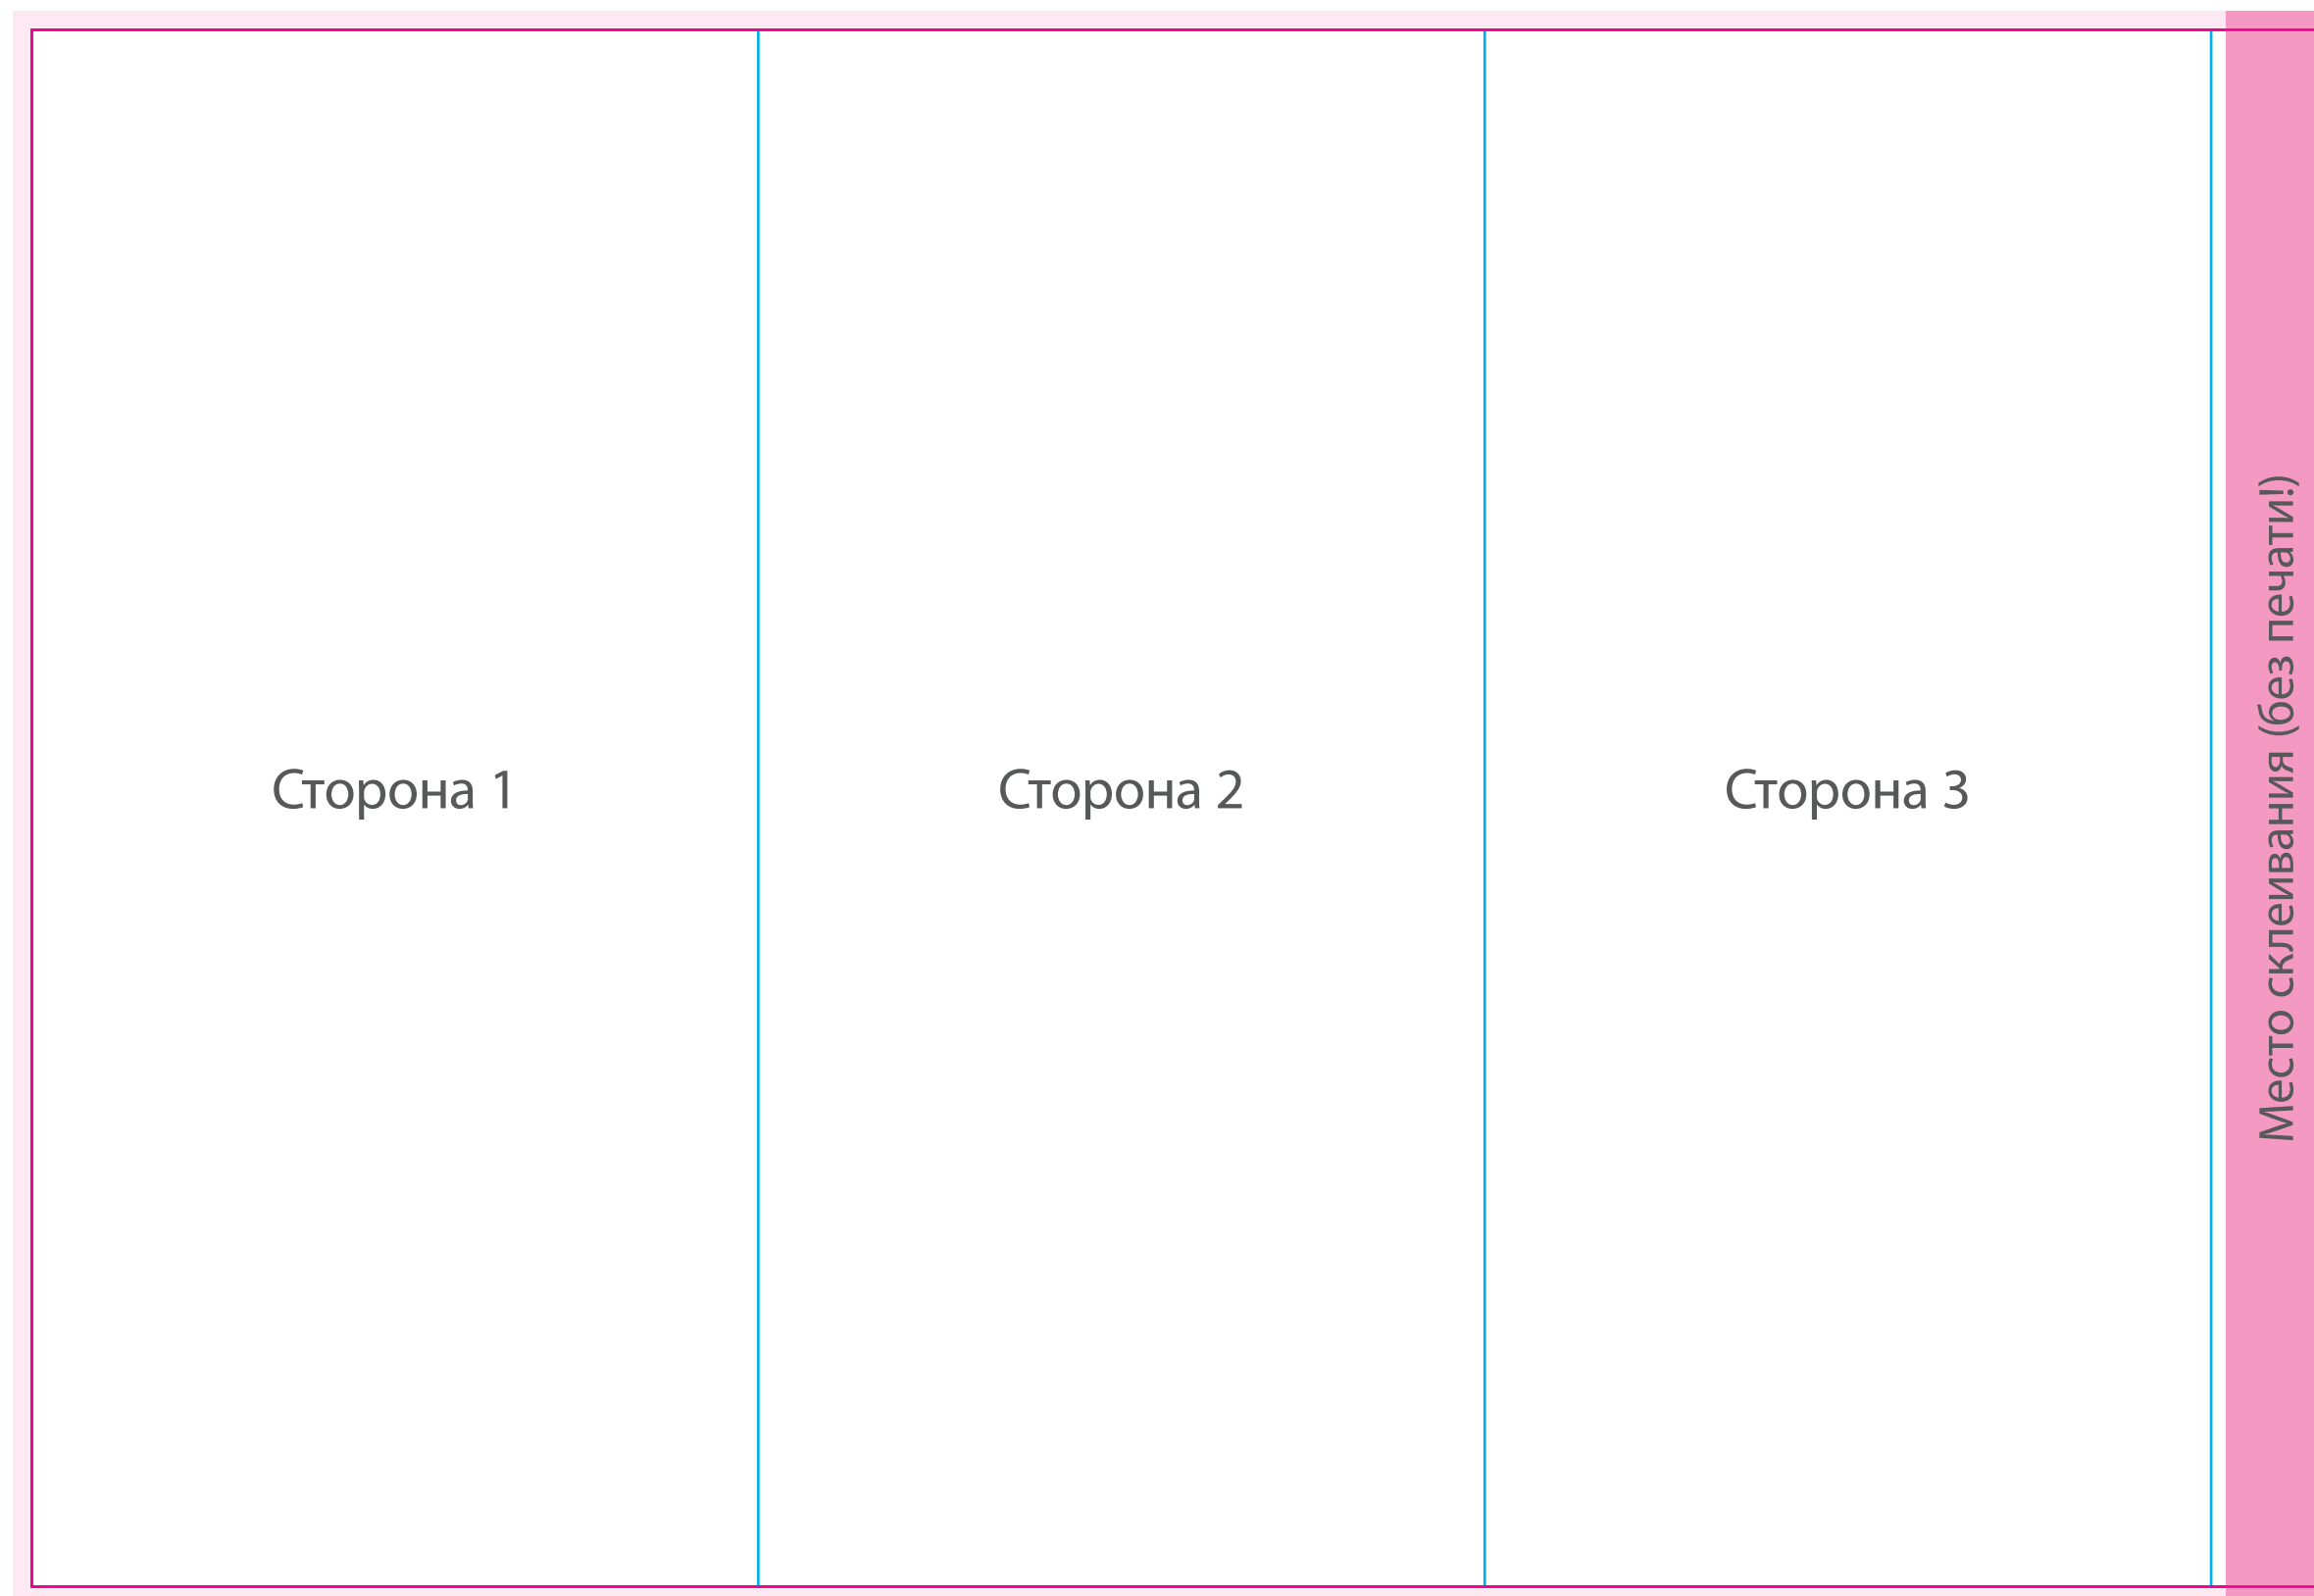 Сторона 1
Сторона 2
Сторона 3
Место склеивания (без печати!)